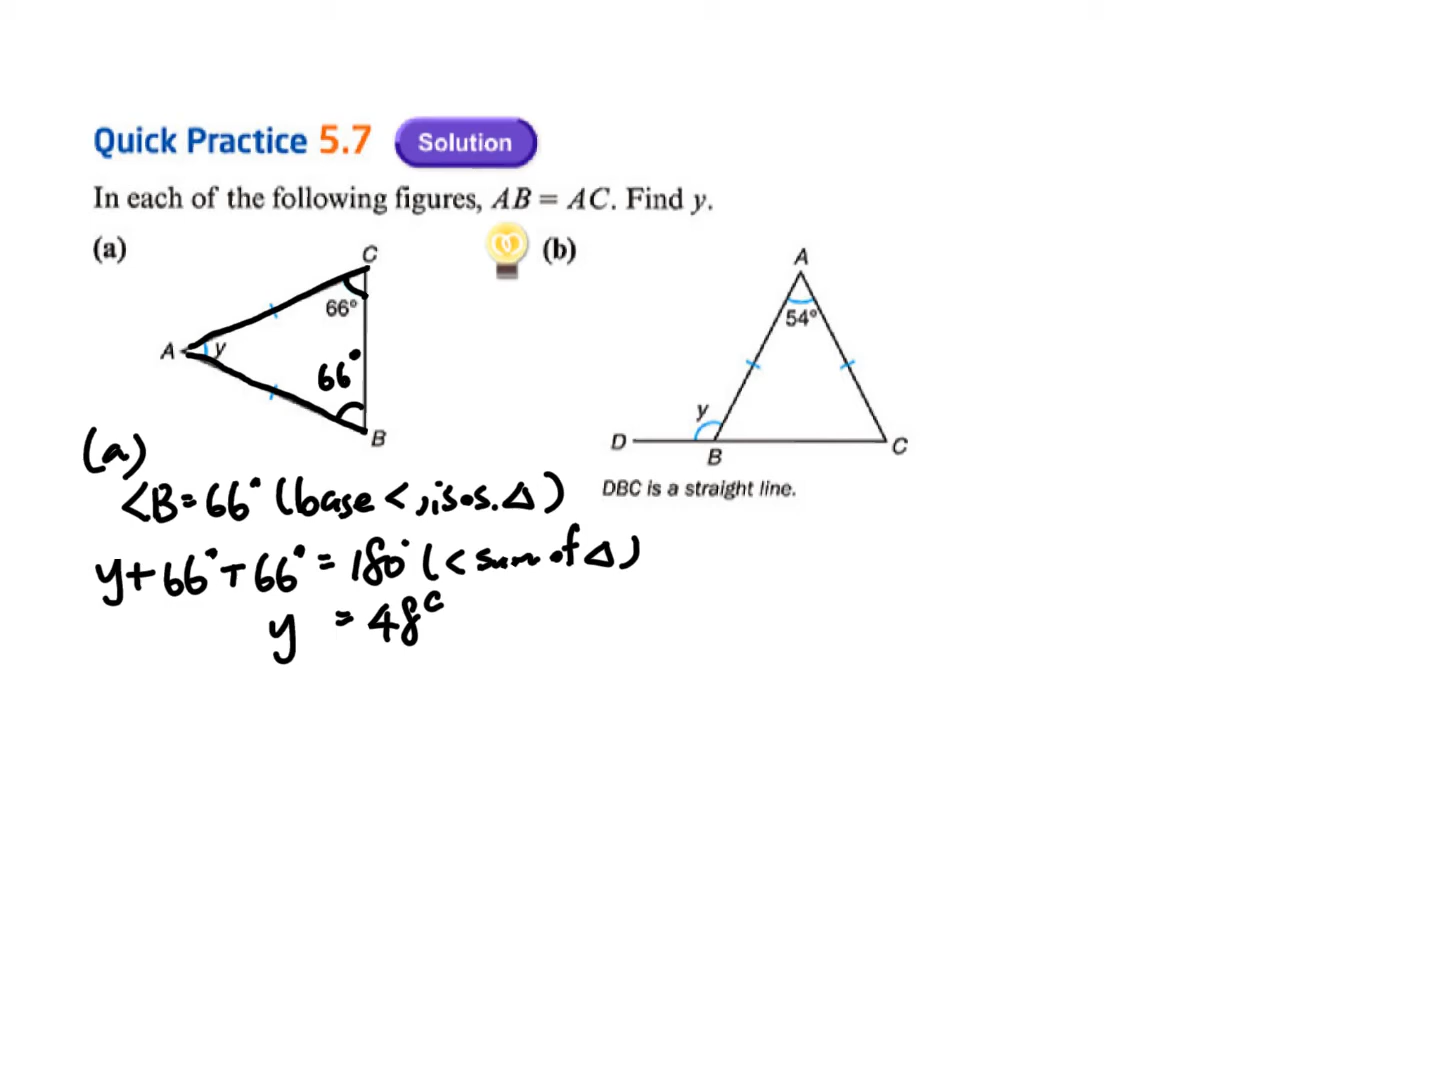 Quick Practice 5.7 Solution
In each of the following figures, AB = AC. Find y.
(a)
C
66°
A
y
66°
B
(b)
A
54°
y
D
B
C
DBC is a straight line.
(a)
<B=66° (base <,isos.△)
y+66°+66°=180° (< sum of △)
y = 48°